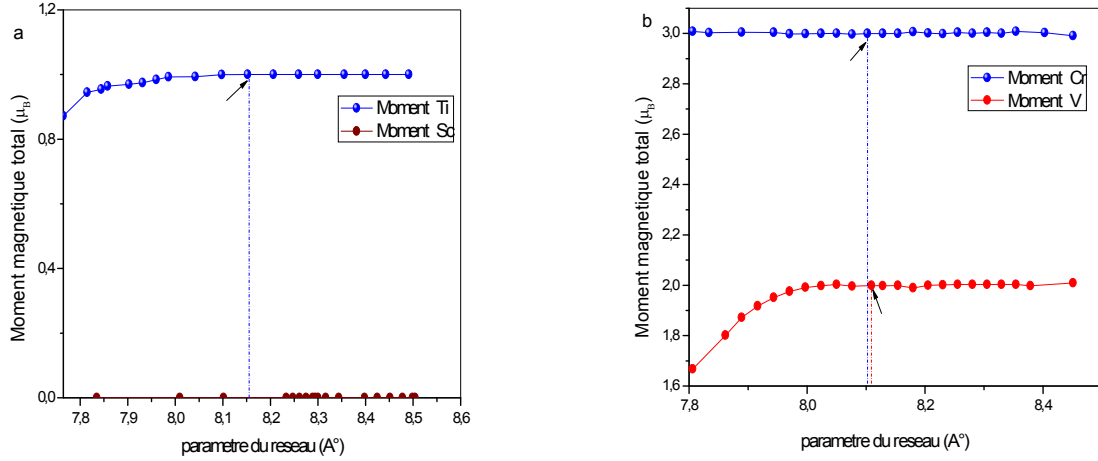 a
1,2
0,8
0,4
0,0
7,8
7,9
8,0
8,1
8,2
8,3
8,4
8,5
8,6
Moment magnetique total (μB)
parametre du reseau (A°)
Moment Ti
Moment Sc
b
3,0
2,8
2,6
2,4
2,2
2,0
1,8
1,6
7,8
8,0
8,2
8,4
Moment magnetique total (μB)
parametre du reseau (A°)
Moment Cr
Moment V